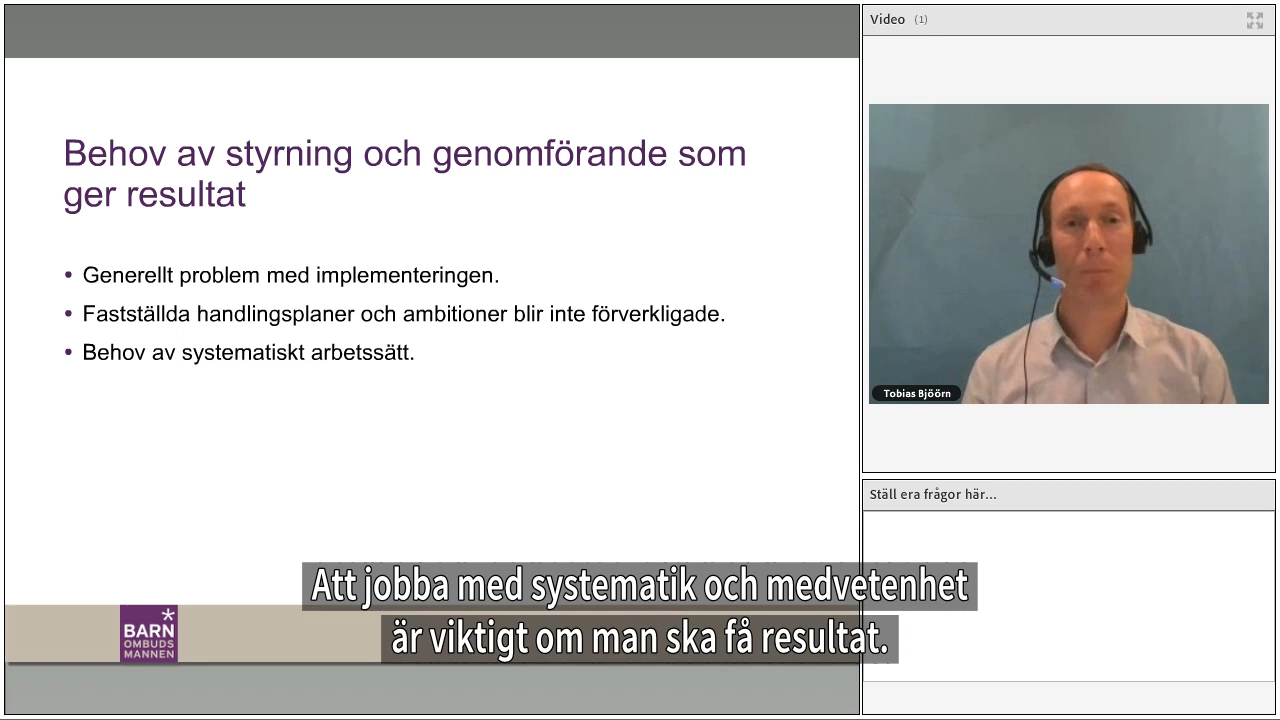 Behov av styrning och genomförande som
ger resultat
• Generellt problem med implementeringen.
• Fastställda handlingsplaner och ambitioner blir inte förverkligade.
• Behov av systematiskt arbetssätt.
BARN
OMBUDS
MANNEN
Video (1)
Tobias Bjöörn
Ställ era frågor här...
Att jobba med systematik och medvetenhet
är viktigt om man ska få resultat.